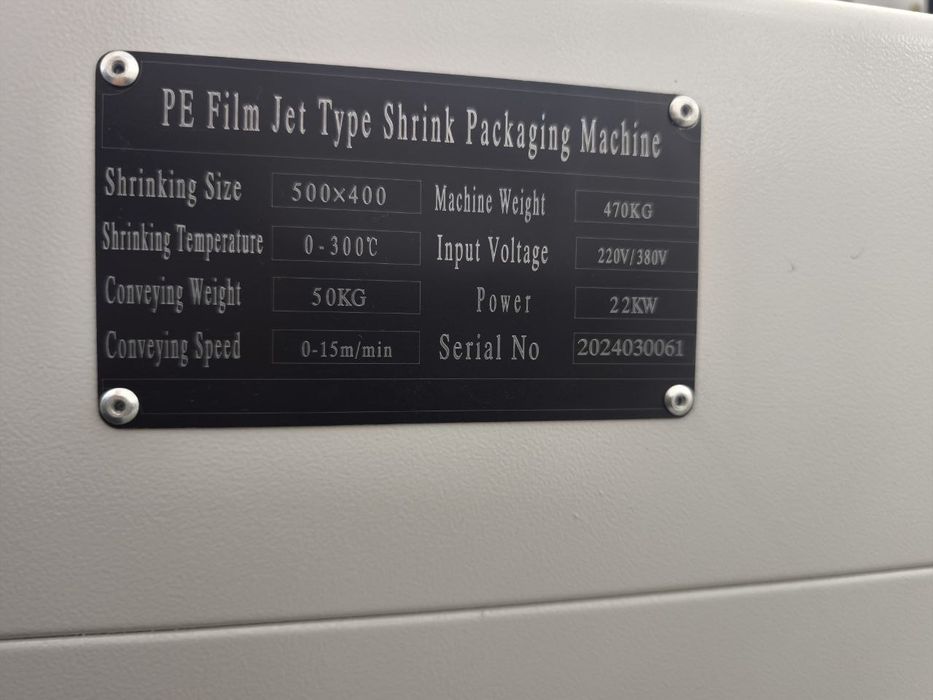 PE Film Jet Type Shrink Packaging Machine
Shrinking Size 500×400 Machine Weight 470KG
Shrinking Temperature 0-300℃ Input Voltage 220V/380V
Conveying Weight 50KG Power 22KW
Conveying Speed 0-15m/min Serial No 2024030061